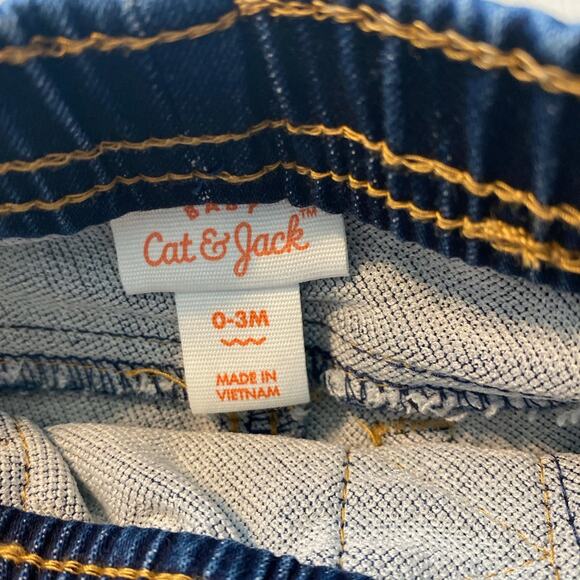 BABY
Cat & Jack™
0-3M
MADE IN
VIETNAM